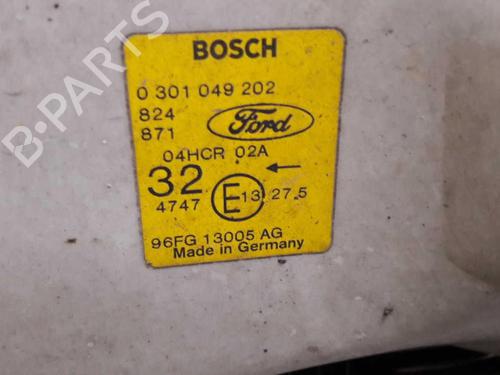 B-PARTS
BOSCH
0 301 049 202
824
871
Ford
04HCR 02A
32
4747
E 13 27.5
96FG 13005 AG
Made in Germany